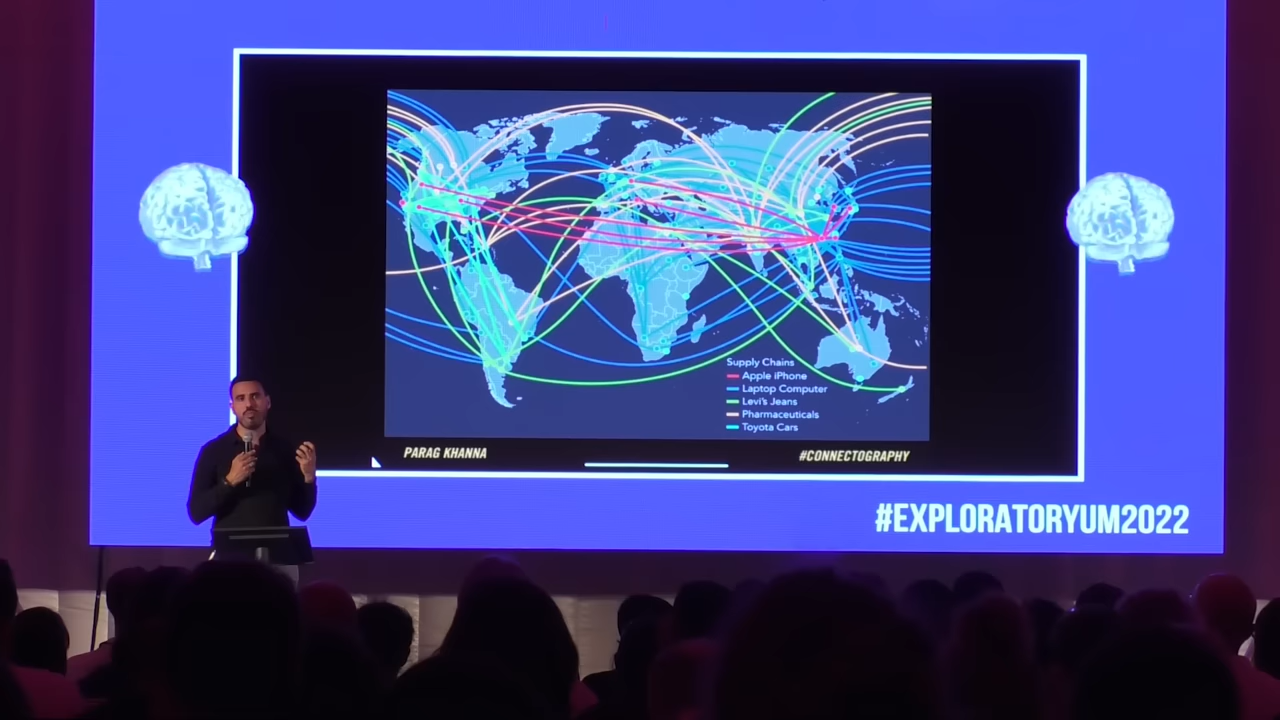 Supply Chains
Apple iPhone
Laptop Computer
Levi's Jeans
Pharmaceuticals
Toyota Cars
PARAG KHANNA
#CONNECTOGRAPHY
#EXPLORATORYUM2022